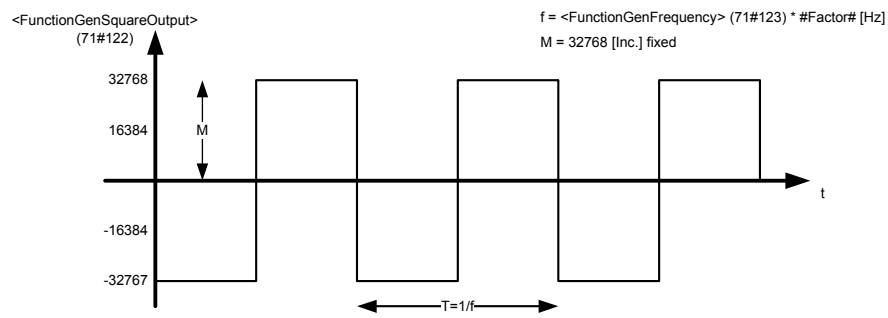 <FunctionGenSquareOutput>
(71#122)
f = <FunctionGenFrequency> (71#123) * #Factor# [Hz]
M = 32768 [Inc.] fixed
32768
16384
M
-16384
-32767
t
T=1/f